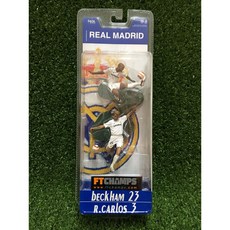 REAL MADRID
FTCHAMPS
BECKHAM 23
R.CARLOS 3